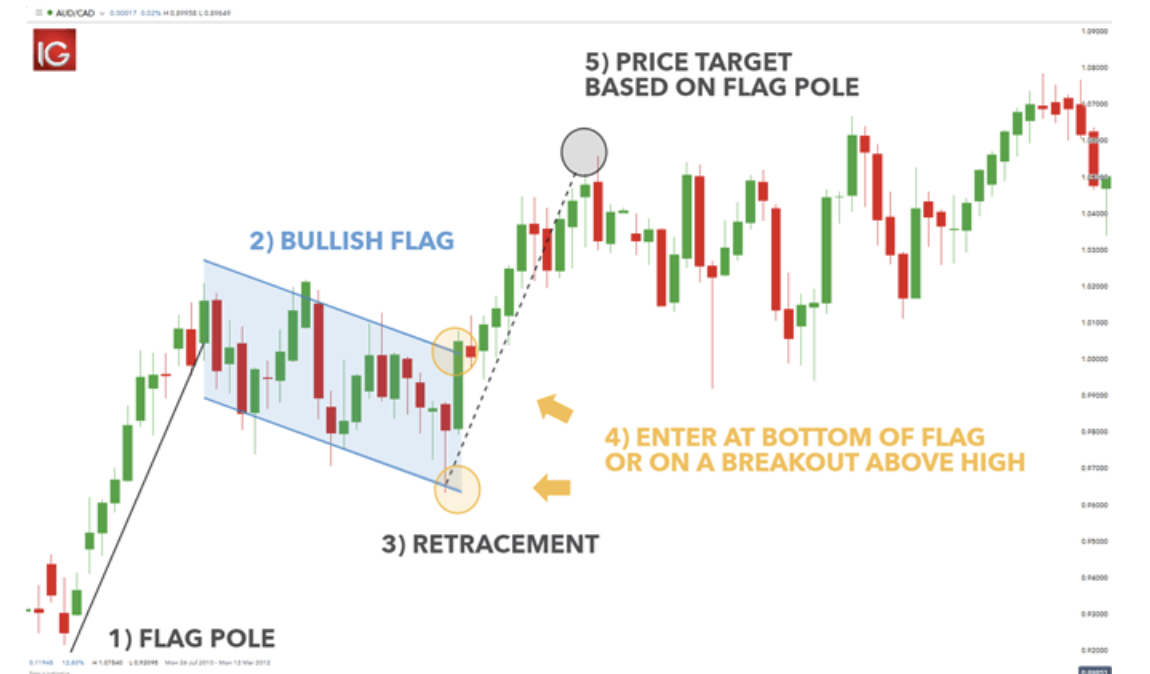 AUD/CAD 0.00017 0.02% H 0.89958 L 0.89649
IG
5) PRICE TARGET
BASED ON FLAG POLE
2) BULLISH FLAG
4) ENTER AT BOTTOM OF FLAG
OR ON A BREAKOUT ABOVE HIGH
3) RETRACEMENT
1) FLAG POLE
1.09000
1.08000
1.07000
1.06000
1.05000
1.04000
1.03000
1.02000
1.01000
1.00000
0.99000
0.98000
0.97000
0.96000
0.95000
0.94000
0.93000
0.92000
0.11945 12.80% H 1.07840 L 0.92095 Mon 26 Jul 2010 - Mon 12 Mar 2012